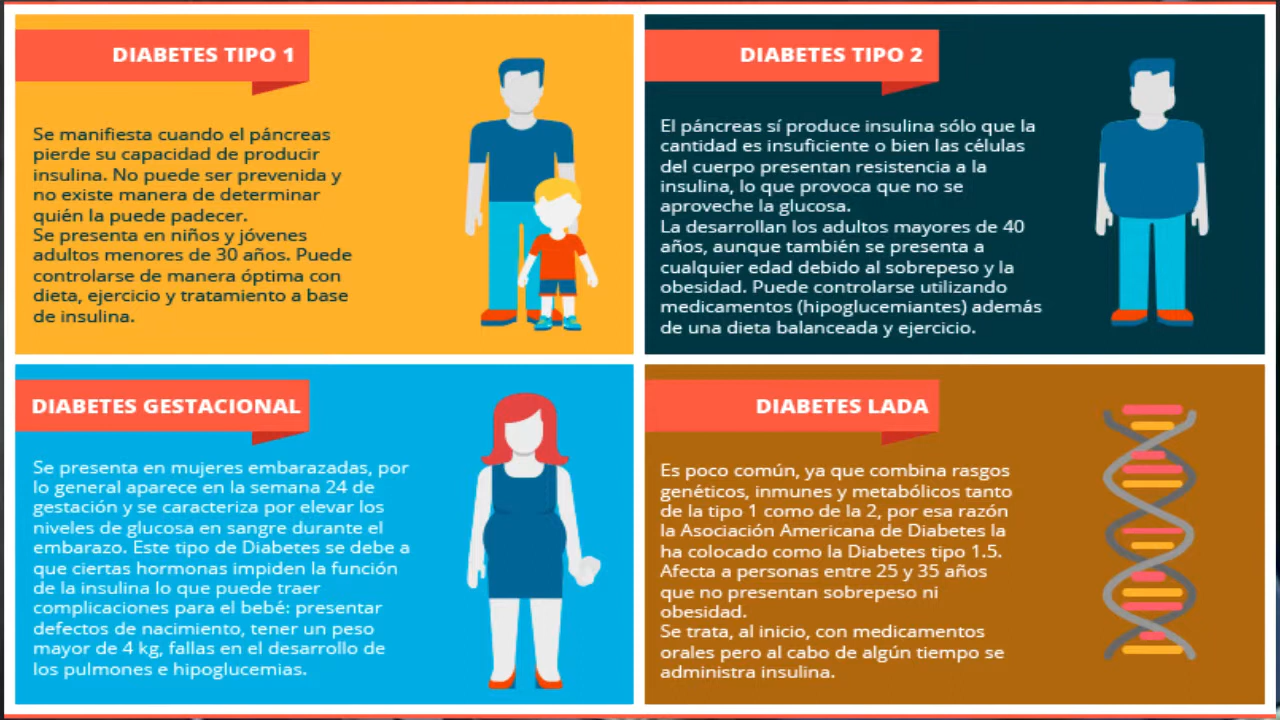 DIABETES TIPO 1
Se manifiesta cuando el páncreas
pierde su capacidad de producir
insulina. No puede ser prevenida y
no existe manera de determinar
quién la puede padecer.
Se presenta en niños y jóvenes
adultos menores de 30 años. Puede
controlarse de manera óptima con
dieta, ejercicio y tratamiento a base
de insulina.
DIABETES TIPO 2
El páncreas sí produce insulina sólo que la
cantidad es insuficiente o bien las células
del cuerpo presentan resistencia a la
insulina, lo que provoca que no se
aproveche la glucosa.
La desarrollan los adultos mayores de 40
años, aunque también se presenta a
cualquier edad debido al sobrepeso y la
obesidad. Puede controlarse utilizando
medicamentos (hipoglucemiantes) además
de una dieta balanceada y ejercicio.
DIABETES GESTACIONAL
Se presenta en mujeres embarazadas, por
lo general aparece en la semana 24 de
gestación y se caracteriza por elevar los
niveles de glucosa en sangre durante el
embarazo. Este tipo de Diabetes se debe a
que ciertas hormonas impiden la función
de la insulina lo que puede traer
complicaciones para el bebé: presentar
defectos de nacimiento, tener un peso
mayor de 4 kg, fallas en el desarrollo de
los pulmones e hipoglucemias.
DIABETES LADA
Es poco común, ya que combina rasgos
genéticos, inmunes y metabólicos tanto
de la tipo 1 como de la 2, por esa razón
la Asociación Americana de Diabetes la
ha colocado como la Diabetes tipo 1.5.
Afecta a personas entre 25 y 35 años
que no presentan sobrepeso ni
obesidad.
Se trata, al inicio, con medicamentos
orales pero al cabo de algún tiempo se
administra insulina.